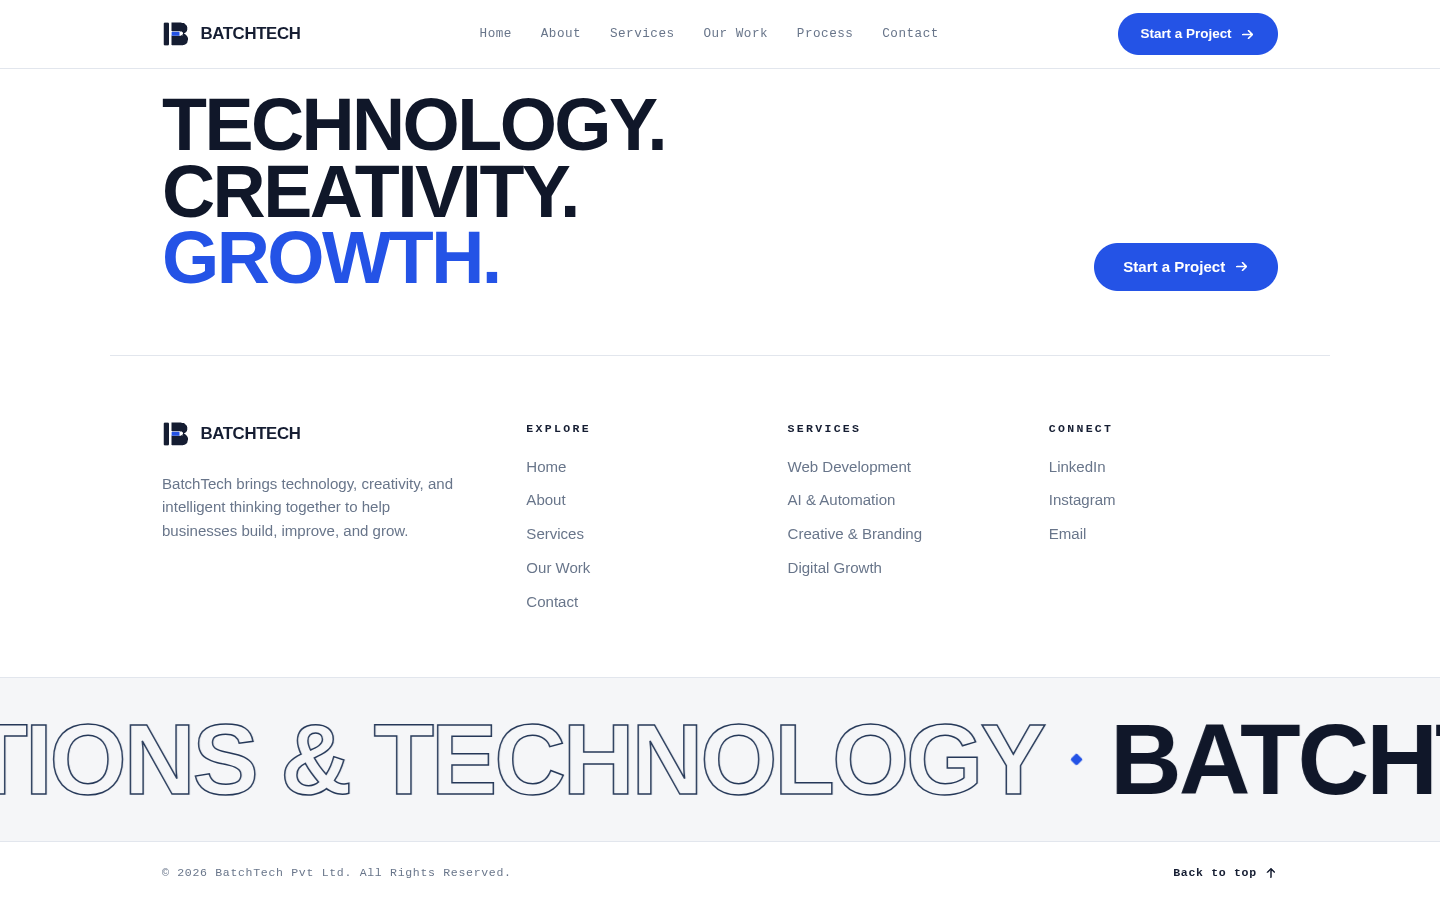 BATCHTECH
Home About Services Our Work Process Contact
Start a Project
TECHNOLOGY.
CREATIVITY.
GROWTH.
Start a Project
BATCHTECH
BatchTech brings technology, creativity, and
intelligent thinking together to help
businesses build, improve, and grow.
EXPLORE
Home
About
Services
Our Work
Contact
SERVICES
Web Development
AI & Automation
Creative & Branding
Digital Growth
CONNECT
LinkedIn
Instagram
Email
TIONS & TECHNOLOGY BATCHT
© 2026 BatchTech Pvt Ltd. All Rights Reserved.
Back to top